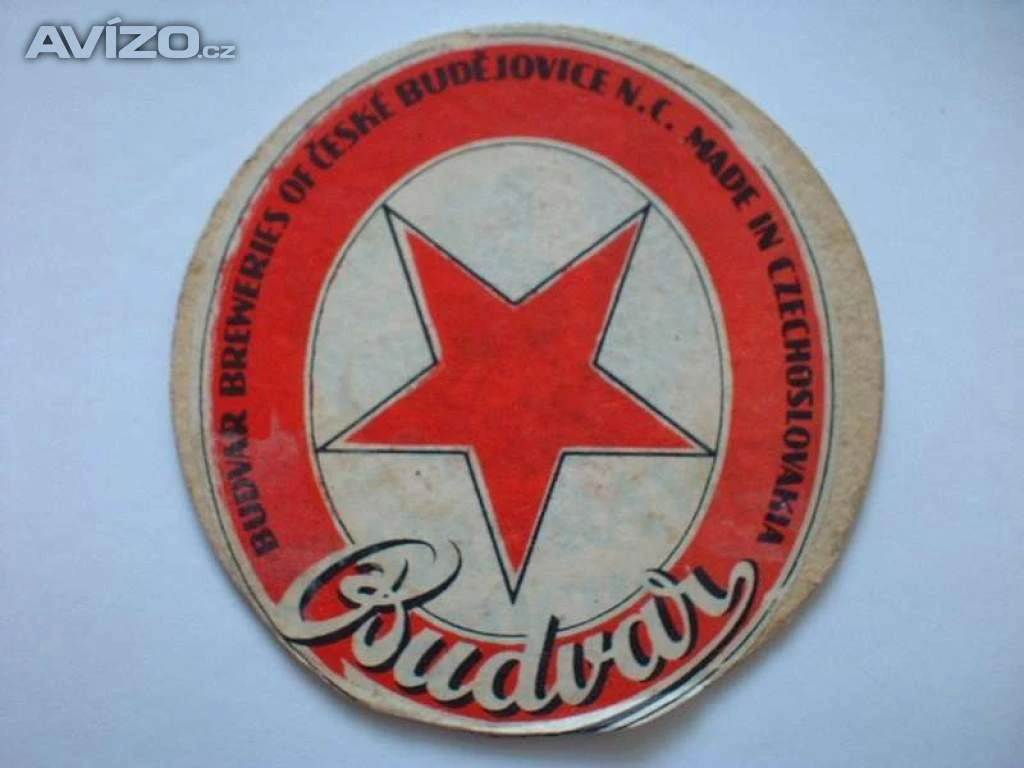 AVÍZO.cz
BUDVAR BREWERIES OF ČESKÉ BUDĚJOVICE N.C. MADE IN CZECHOSLOVAKIA
Budvar